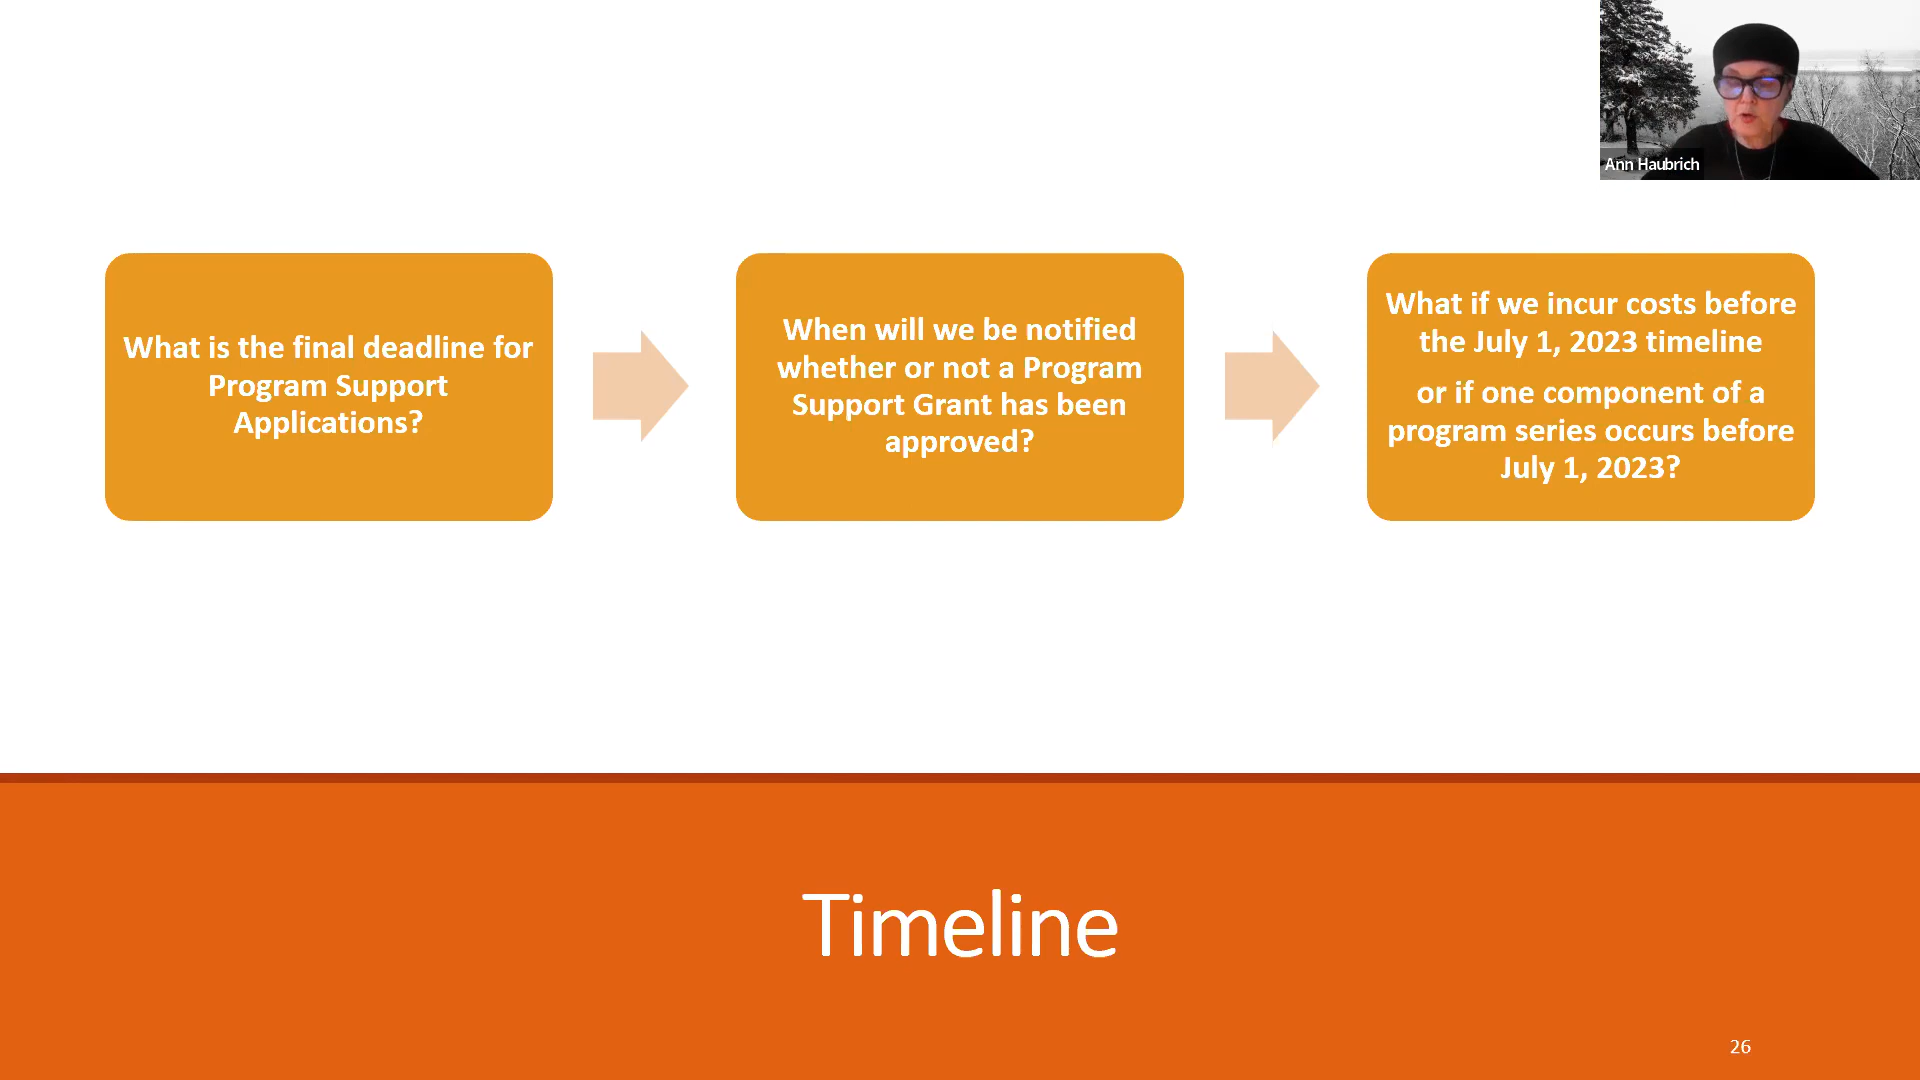 Ann Haubrich
What is the final deadline for
Program Support
Applications?
When will we be notified
whether or not a Program
Support Grant has been
approved?
What if we incur costs before
the July 1, 2023 timeline
or if one component of a
program series occurs before
July 1, 2023?
Timeline
26